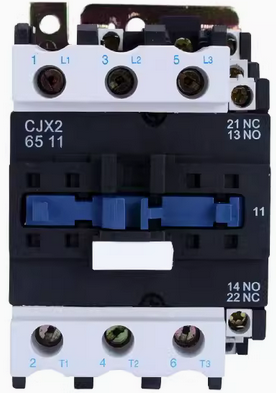 1 L1 3 L2 5 L3
CJX2
65 11
21 NC
13 NO
11
14 NO
22 NC
2 T1 4 T2 6 T3